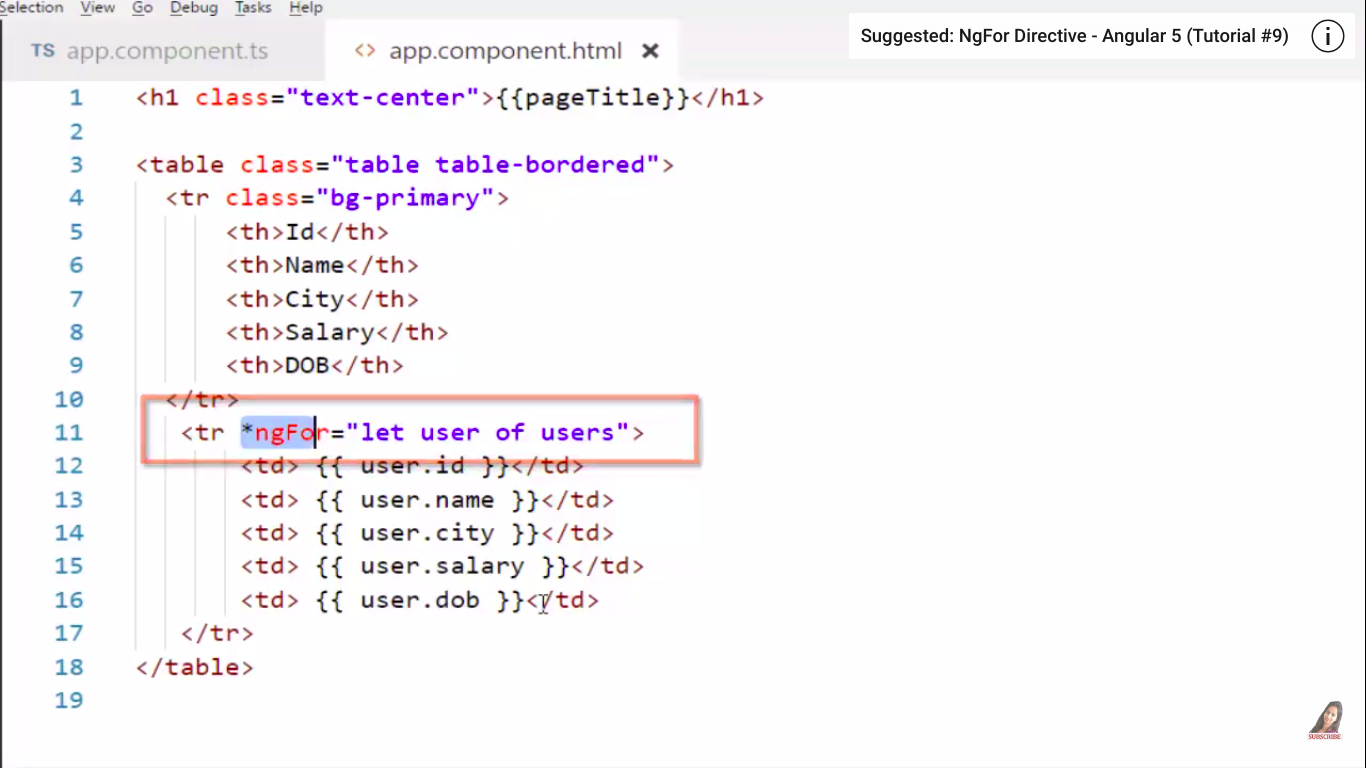 Selection View Go Debug Tasks Help
TS app.component.ts <> app.component.html ×
Suggested: NgFor Directive - Angular 5 (Tutorial #9) i
1 <h1 class="text-center">{{pageTitle}}</h1>
2
3 <table class="table table-bordered">
4 <tr class="bg-primary">
5 <th>Id</th>
6 <th>Name</th>
7 <th>City</th>
8 <th>Salary</th>
9 <th>DOB</th>
10 </tr>
11 <tr *ngFor="let user of users">
12 <td> {{ user.id }}</td>
13 <td> {{ user.name }}</td>
14 <td> {{ user.city }}</td>
15 <td> {{ user.salary }}</td>
16 <td> {{ user.dob }}</td>
17 </tr>
18 </table>
19
SUBSCRIBE